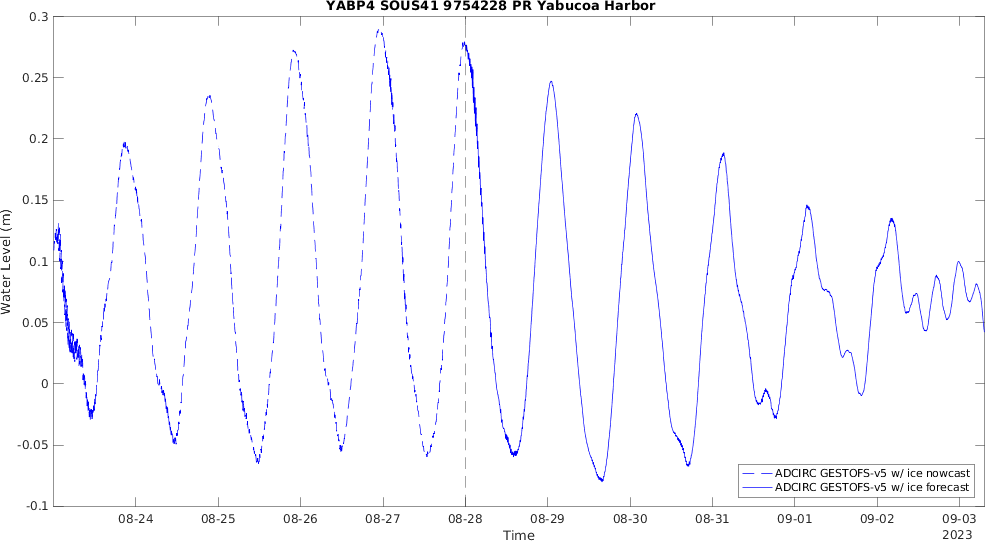 YABP4 SOUS41 9754228 PR Yabucoa Harbor
0.3
0.25
0.2
0.15
0.1
0.05
0
-0.05
-0.1
Water Level (m)
08-24 08-25 08-26 08-27 08-28 08-29 08-30 08-31 09-01 09-02 09-03
Time
2023
ADCIRC GESTOFS-v5 w/ ice nowcast
ADCIRC GESTOFS-v5 w/ ice forecast